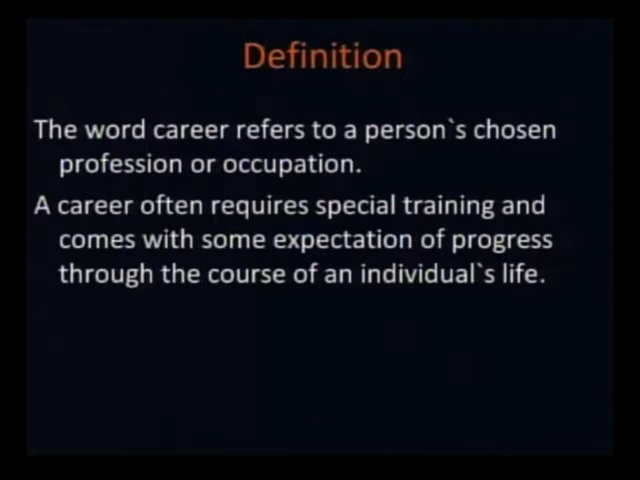 Definition
The word career refers to a person`s chosen
profession or occupation.
A career often requires special training and
comes with some expectation of progress
through the course of an individual`s life.